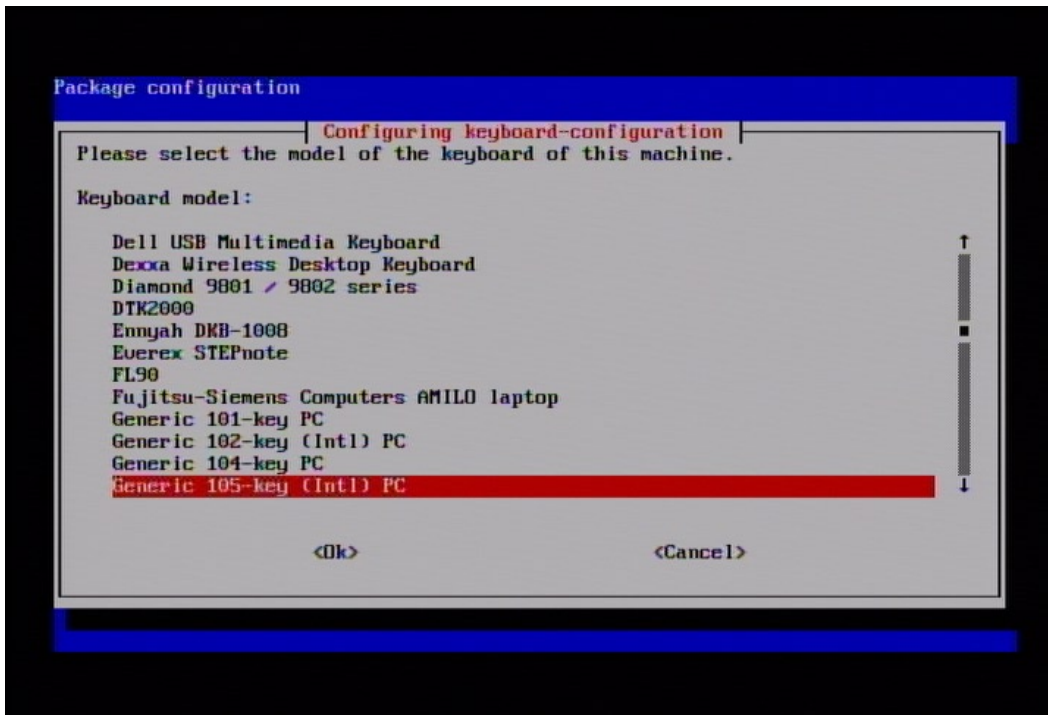 Package configuration
Configuring keyboard-configuration
Please select the model of the keyboard of this machine.
Keyboard model:
Dell USB Multimedia Keyboard
Dexxa Wireless Desktop Keyboard
Diamond 9801 / 9802 series
DTK2000
Ennyah DKB-1008
Everex STEPnote
FL90
Fujitsu-Siemens Computers AMILO laptop
Generic 101-key PC
Generic 102-key (Intl) PC
Generic 104-key PC
Generic 105-key (Intl) PC
<Ok> <Cancel>